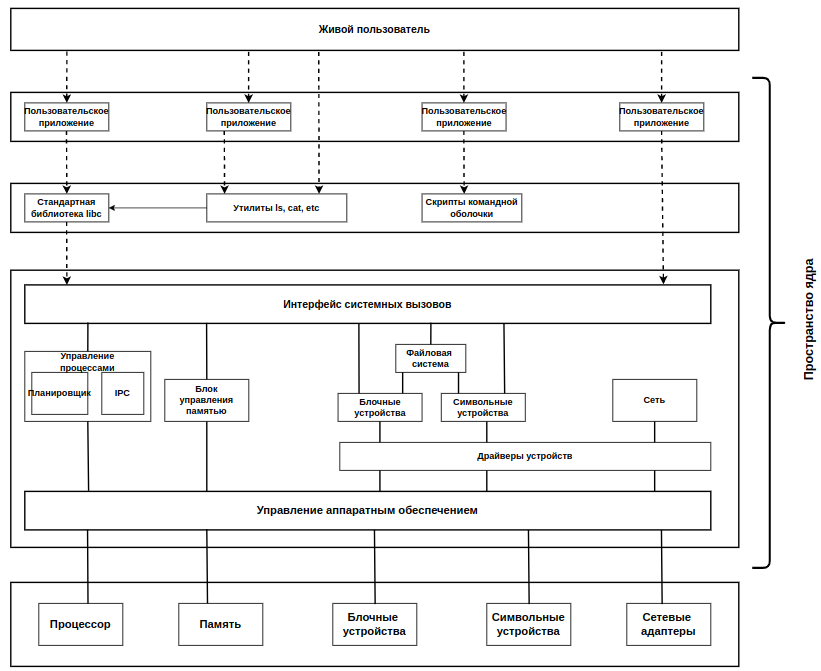 Живой пользователь
Пользовательское
приложение
Пользовательское
приложение
Пользовательское
приложение
Пользовательское
приложение
Стандартная
библиотека libc
Утилиты ls, cat, etc
Скрипты командной
оболочки
Пространство ядра
Интерфейс системных вызовов
Управление
процессами
Планировщик
IPC
Блок
управления
памятью
Файловая
система
Блочные
устройства
Символьные
устройства
Сеть
Драйверы устройств
Управление аппаратным обеспечением
Процессор
Память
Блочные
устройства
Символьные
устройства
Сетевые
адаптеры